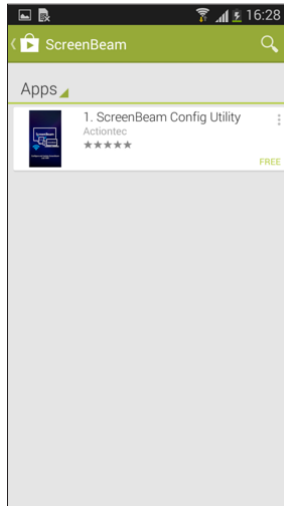 16:28
ScreenBeam
Apps
1. ScreenBeam Config Utility
Actiontec
FREE